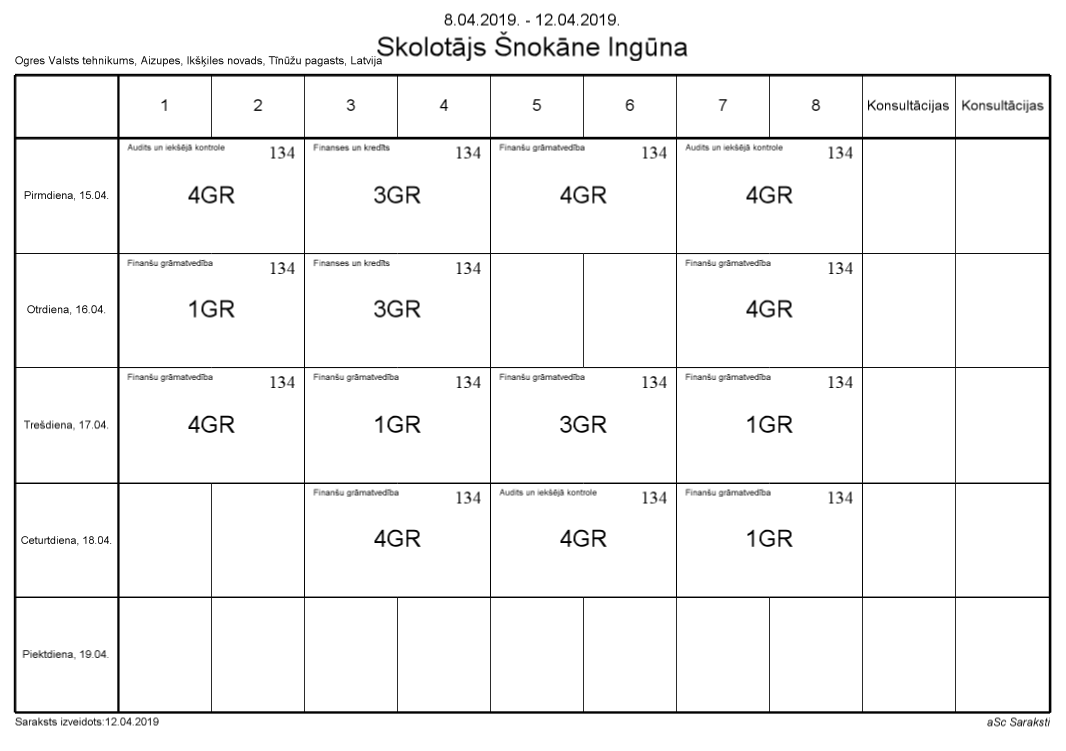 8.04.2019. - 12.04.2019.
Skolotājs Šnokāne Ingūna
Ogres Valsts tehnikums, Aizupes, Ikšķiles novads, Tīnūžu pagasts, Latvija
1 2 3 4 5 6 7 8 Konsultācijas Konsultācijas
Audits un iekšējā kontrole 134 Finanses un kredīts 134 Finanšu grāmatvedība 134 Audits un iekšējā kontrole 134
Pirmdiena, 15.04. 4GR 3GR 4GR 4GR
Finanšu grāmatvedība 134 Finanses un kredīts 134 Finanšu grāmatvedība 134
Otrdiena, 16.04. 1GR 3GR 4GR
Finanšu grāmatvedība 134 Finanšu grāmatvedība 134 Finanšu grāmatvedība 134 Finanšu grāmatvedība 134
Trešdiena, 17.04. 4GR 1GR 3GR 1GR
Finanšu grāmatvedība 134 Audits un iekšējā kontrole 134 Finanšu grāmatvedība 134
Ceturtdiena, 18.04. 4GR 4GR 1GR
Piektdiena, 19.04.
Saraksts izveidots:12.04.2019 aSc Saraksti